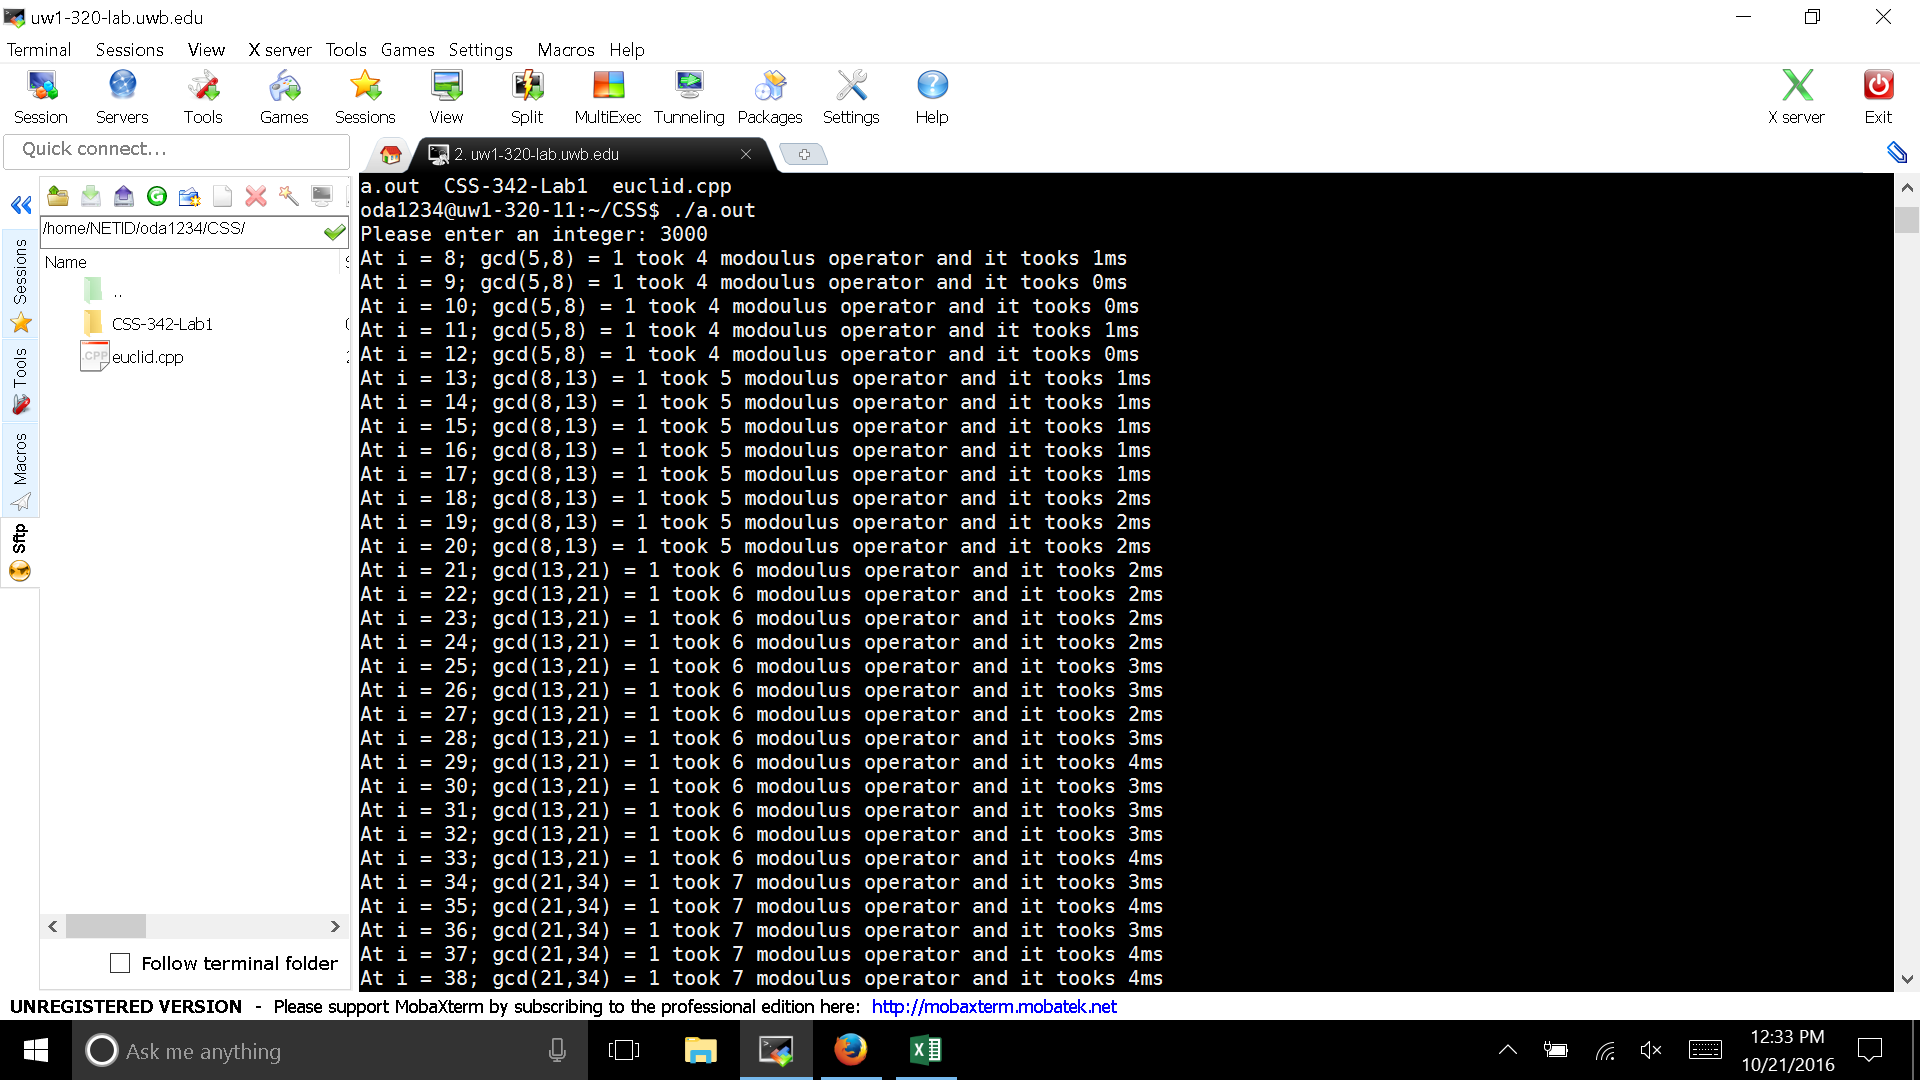 uw1-320-lab.uwb.edu
Terminal Sessions View X server Tools Games Settings Macros Help
Session Servers Tools Games Sessions View Split MultiExec Tunneling Packages Settings Help X server Exit
Quick connect...
2. uw1-320-lab.uwb.edu
/home/NETID/oda1234/CSS/
Name
..
CSS-342-Lab1
euclid.cpp
Sessions
Tools
Macros
Sftp
Follow terminal folder
a.out CSS-342-Lab1 euclid.cpp
oda1234@uw1-320-11:~/CSS$ ./a.out
Please enter an integer: 3000
At i = 8; gcd(5,8) = 1 took 4 modoulus operator and it tooks 1ms
At i = 9; gcd(5,8) = 1 took 4 modoulus operator and it tooks 0ms
At i = 10; gcd(5,8) = 1 took 4 modoulus operator and it tooks 0ms
At i = 11; gcd(5,8) = 1 took 4 modoulus operator and it tooks 1ms
At i = 12; gcd(5,8) = 1 took 4 modoulus operator and it tooks 0ms
At i = 13; gcd(8,13) = 1 took 5 modoulus operator and it tooks 1ms
At i = 14; gcd(8,13) = 1 took 5 modoulus operator and it tooks 1ms
At i = 15; gcd(8,13) = 1 took 5 modoulus operator and it tooks 1ms
At i = 16; gcd(8,13) = 1 took 5 modoulus operator and it tooks 1ms
At i = 17; gcd(8,13) = 1 took 5 modoulus operator and it tooks 1ms
At i = 18; gcd(8,13) = 1 took 5 modoulus operator and it tooks 2ms
At i = 19; gcd(8,13) = 1 took 5 modoulus operator and it tooks 2ms
At i = 20; gcd(8,13) = 1 took 5 modoulus operator and it tooks 2ms
At i = 21; gcd(13,21) = 1 took 6 modoulus operator and it tooks 2ms
At i = 22; gcd(13,21) = 1 took 6 modoulus operator and it tooks 2ms
At i = 23; gcd(13,21) = 1 took 6 modoulus operator and it tooks 2ms
At i = 24; gcd(13,21) = 1 took 6 modoulus operator and it tooks 2ms
At i = 25; gcd(13,21) = 1 took 6 modoulus operator and it tooks 3ms
At i = 26; gcd(13,21) = 1 took 6 modoulus operator and it tooks 3ms
At i = 27; gcd(13,21) = 1 took 6 modoulus operator and it tooks 2ms
At i = 28; gcd(13,21) = 1 took 6 modoulus operator and it tooks 3ms
At i = 29; gcd(13,21) = 1 took 6 modoulus operator and it tooks 4ms
At i = 30; gcd(13,21) = 1 took 6 modoulus operator and it tooks 3ms
At i = 31; gcd(13,21) = 1 took 6 modoulus operator and it tooks 3ms
At i = 32; gcd(13,21) = 1 took 6 modoulus operator and it tooks 3ms
At i = 33; gcd(13,21) = 1 took 6 modoulus operator and it tooks 4ms
At i = 34; gcd(21,34) = 1 took 7 modoulus operator and it tooks 3ms
At i = 35; gcd(21,34) = 1 took 7 modoulus operator and it tooks 4ms
At i = 36; gcd(21,34) = 1 took 7 modoulus operator and it tooks 3ms
At i = 37; gcd(21,34) = 1 took 7 modoulus operator and it tooks 4ms
At i = 38; gcd(21,34) = 1 took 7 modoulus operator and it tooks 4ms
UNREGISTERED VERSION - Please support MobaXterm by subscribing to the professional edition here: http://mobaxterm.mobatek.net
Ask me anything
12:33 PM
10/21/2016